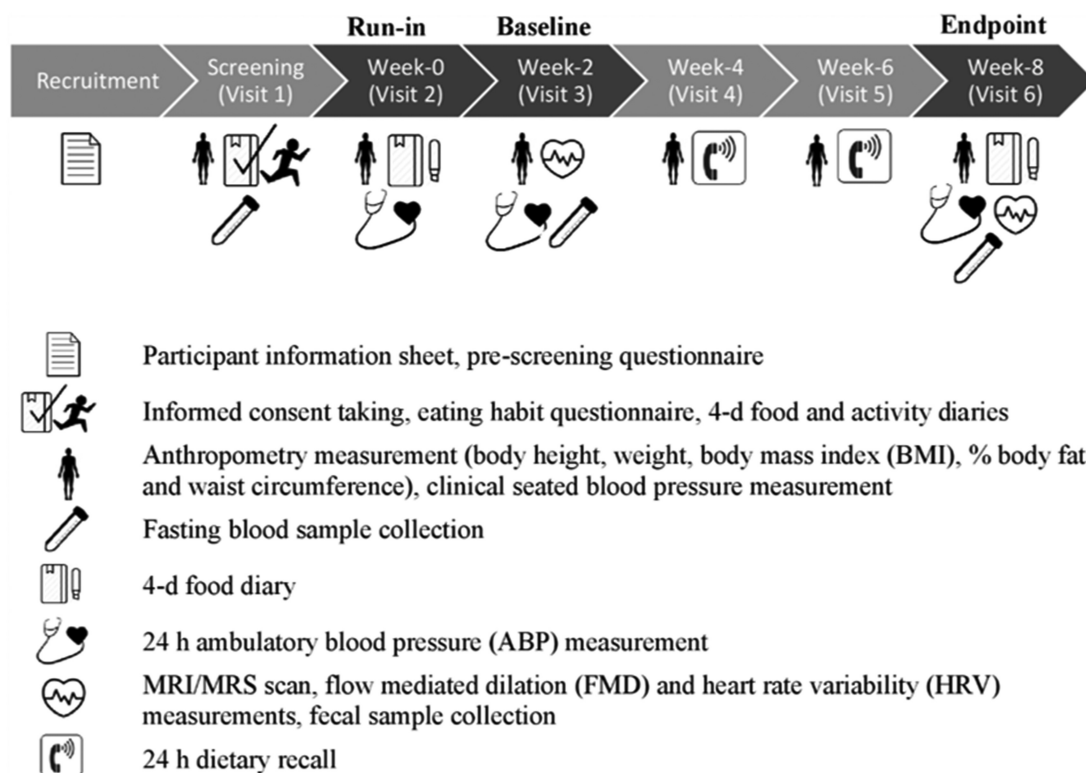 Run-in Baseline Endpoint
Recruitment Screening (Visit 1) Week-0 (Visit 2) Week-2 (Visit 3) Week-4 (Visit 4) Week-6 (Visit 5) Week-8 (Visit 6)
Participant information sheet, pre-screening questionnaire
Informed consent taking, eating habit questionnaire, 4-d food and activity diaries
Anthropometry measurement (body height, weight, body mass index (BMI), % body fat
and waist circumference), clinical seated blood pressure measurement
Fasting blood sample collection
4-d food diary
24 h ambulatory blood pressure (ABP) measurement
MRI/MRS scan, flow mediated dilation (FMD) and heart rate variability (HRV)
measurements, fecal sample collection
24 h dietary recall